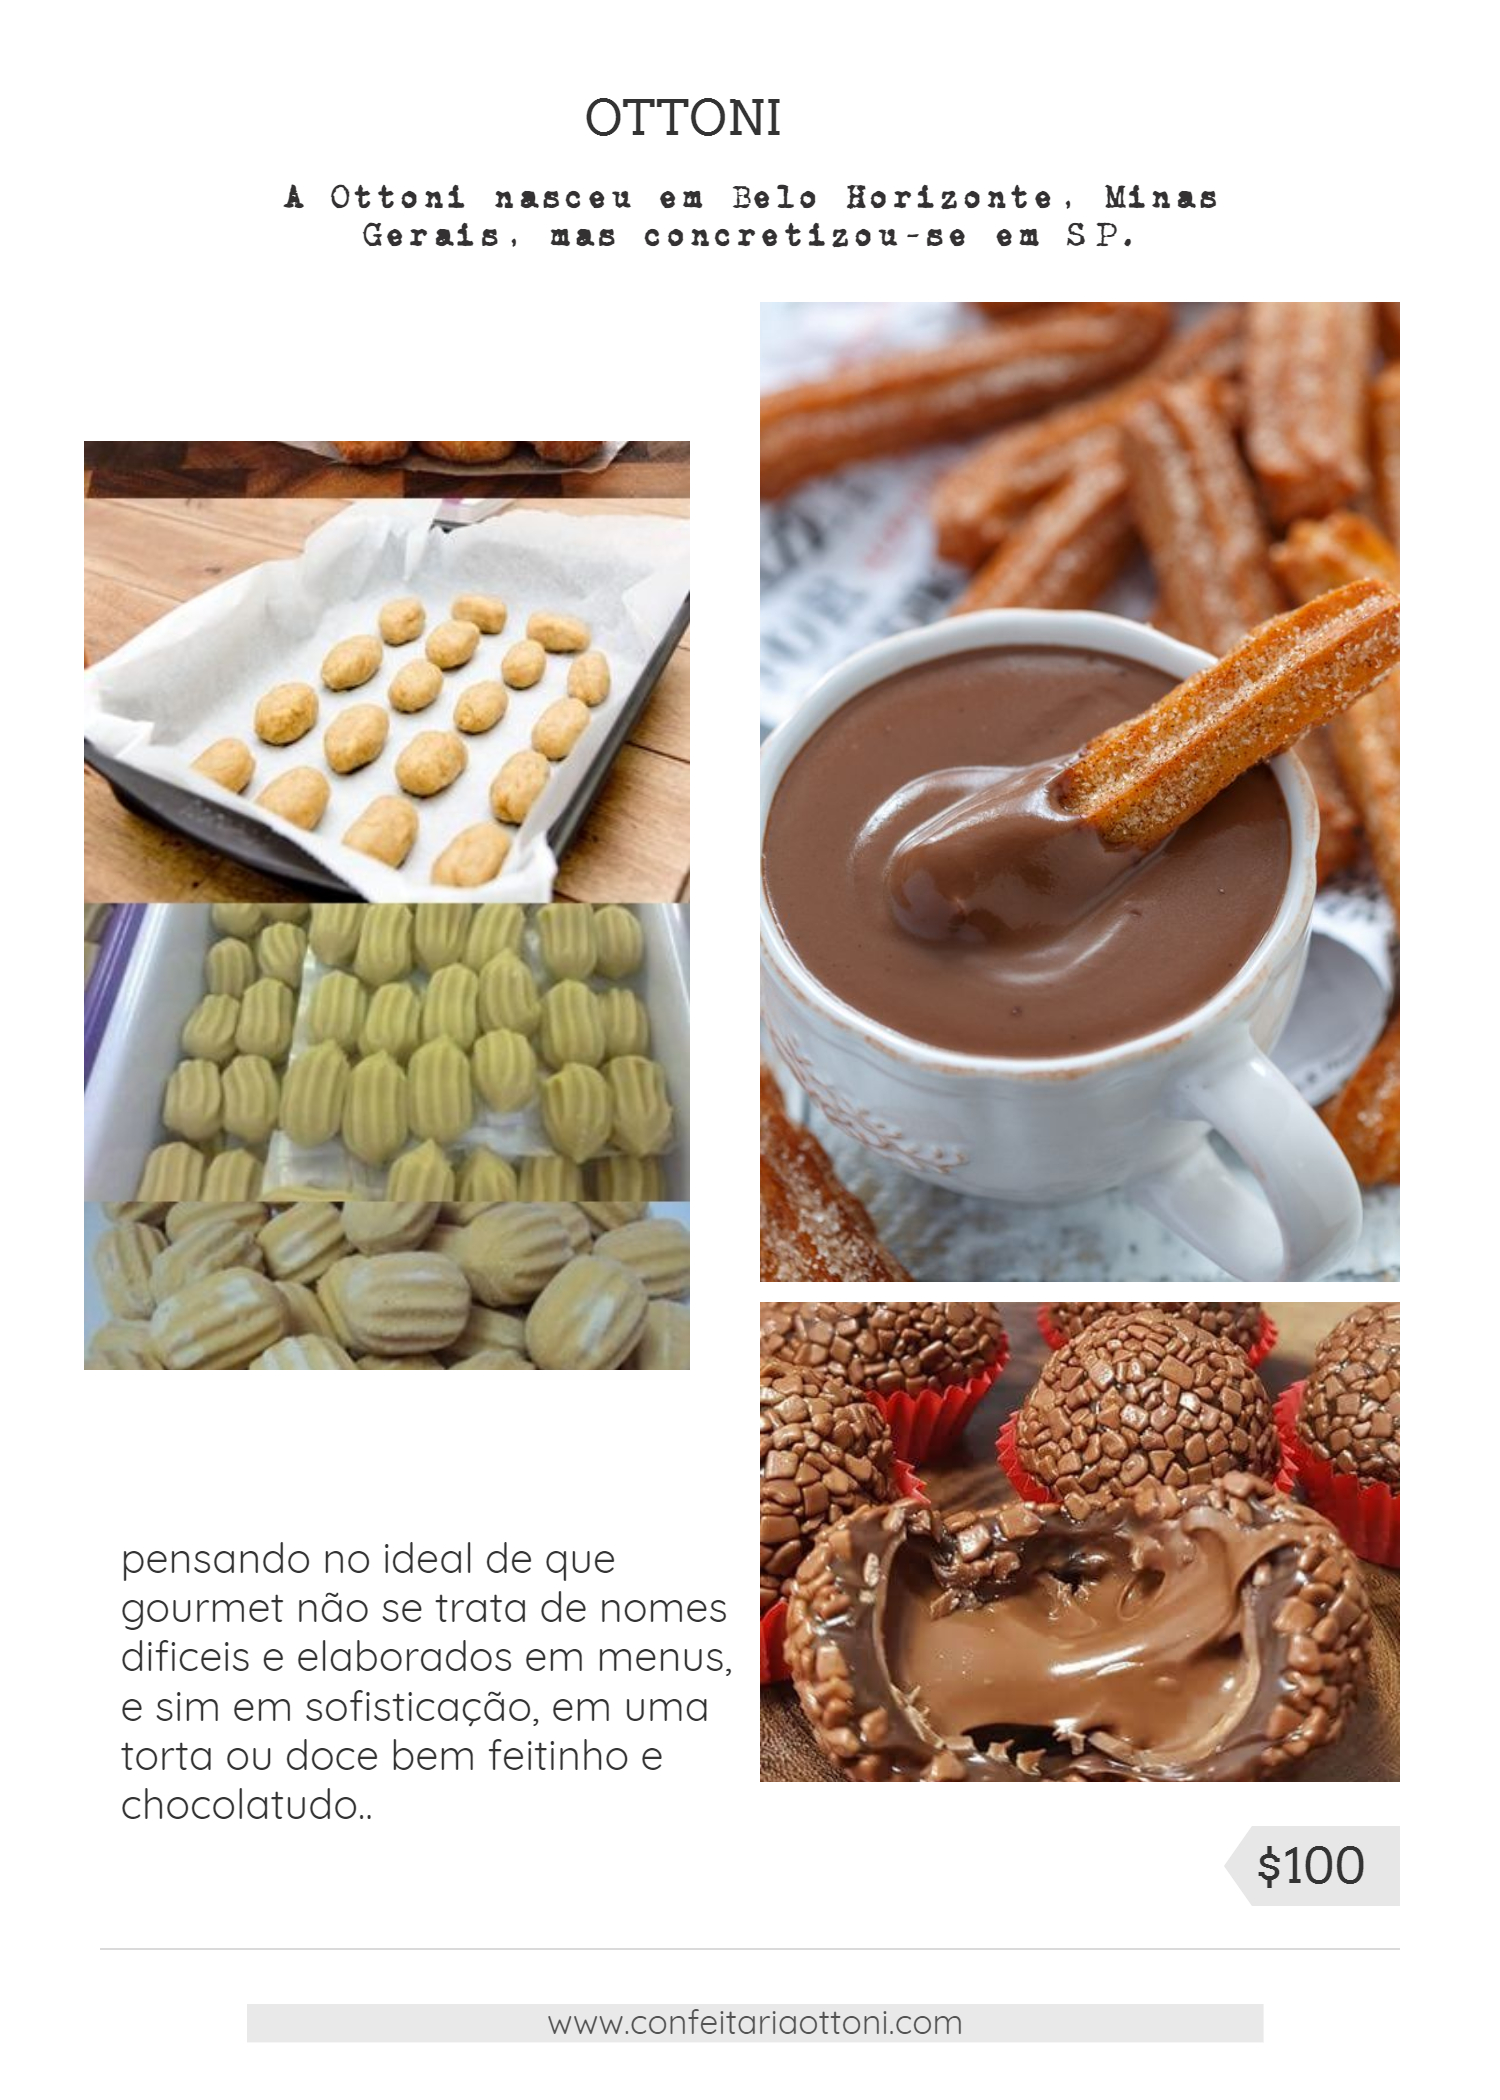 OTTONI
A Ottoni nasceu em Belo Horizonte, Minas
Gerais, mas concretizou-se em SP.
pensando no ideal de que
gourmet não se trata de nomes
dificeis e elaborados em menus,
e sim em sofisticação, em uma
torta ou doce bem feitinho e
chocolatudo..
$100
www.confeitariaottoni.com